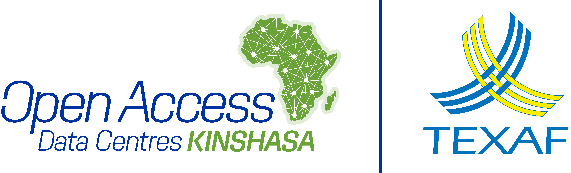 Open Access
Data Centres KINSHASA
TEXAF